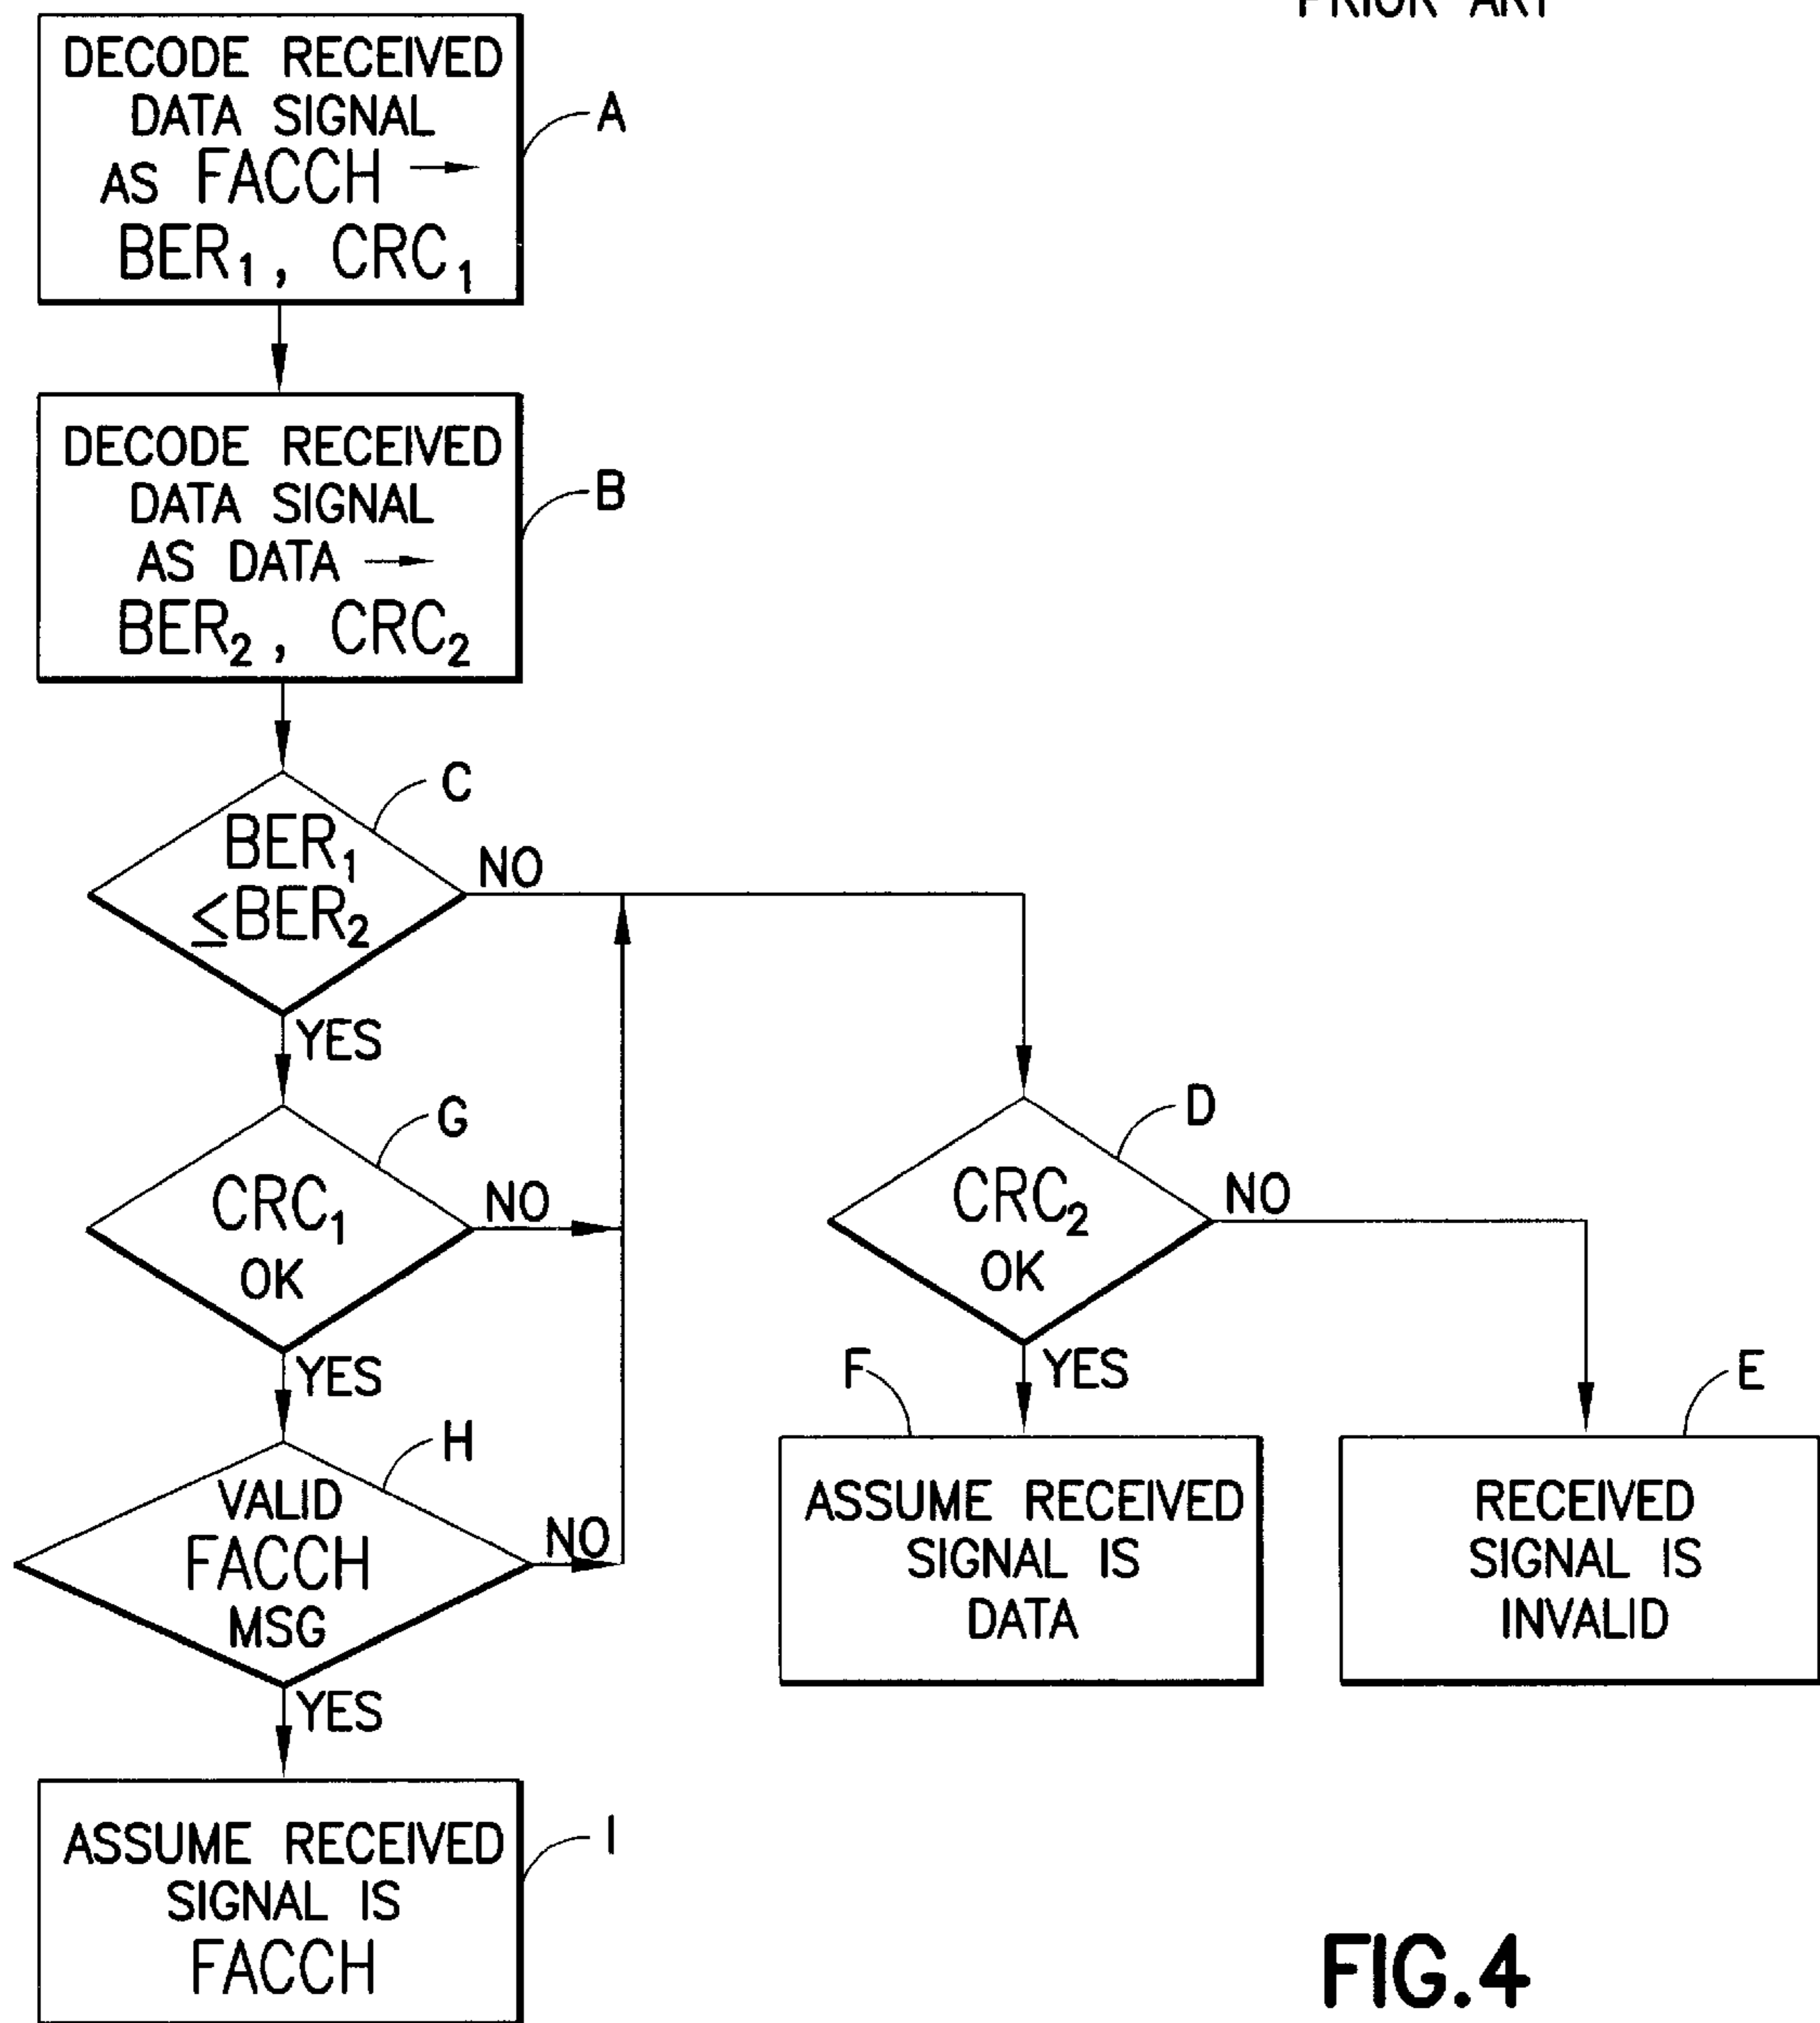 PRIOR ART
DECODE RECEIVED
DATA SIGNAL
AS FACCH →
BER₁, CRC₁
A
DECODE RECEIVED
DATA SIGNAL
AS DATA →
BER₂, CRC₂
B
C
BER₁
≤BER₂
NO
YES
G
CRC₁
OK
NO
YES
D
CRC₂
OK
NO
YES
H
VALID
FACCH
MSG
NO
YES
F
ASSUME RECEIVED
SIGNAL IS
DATA
E
RECEIVED
SIGNAL IS
INVALID
ASSUME RECEIVED
SIGNAL IS
FACCH
I
FIG.4